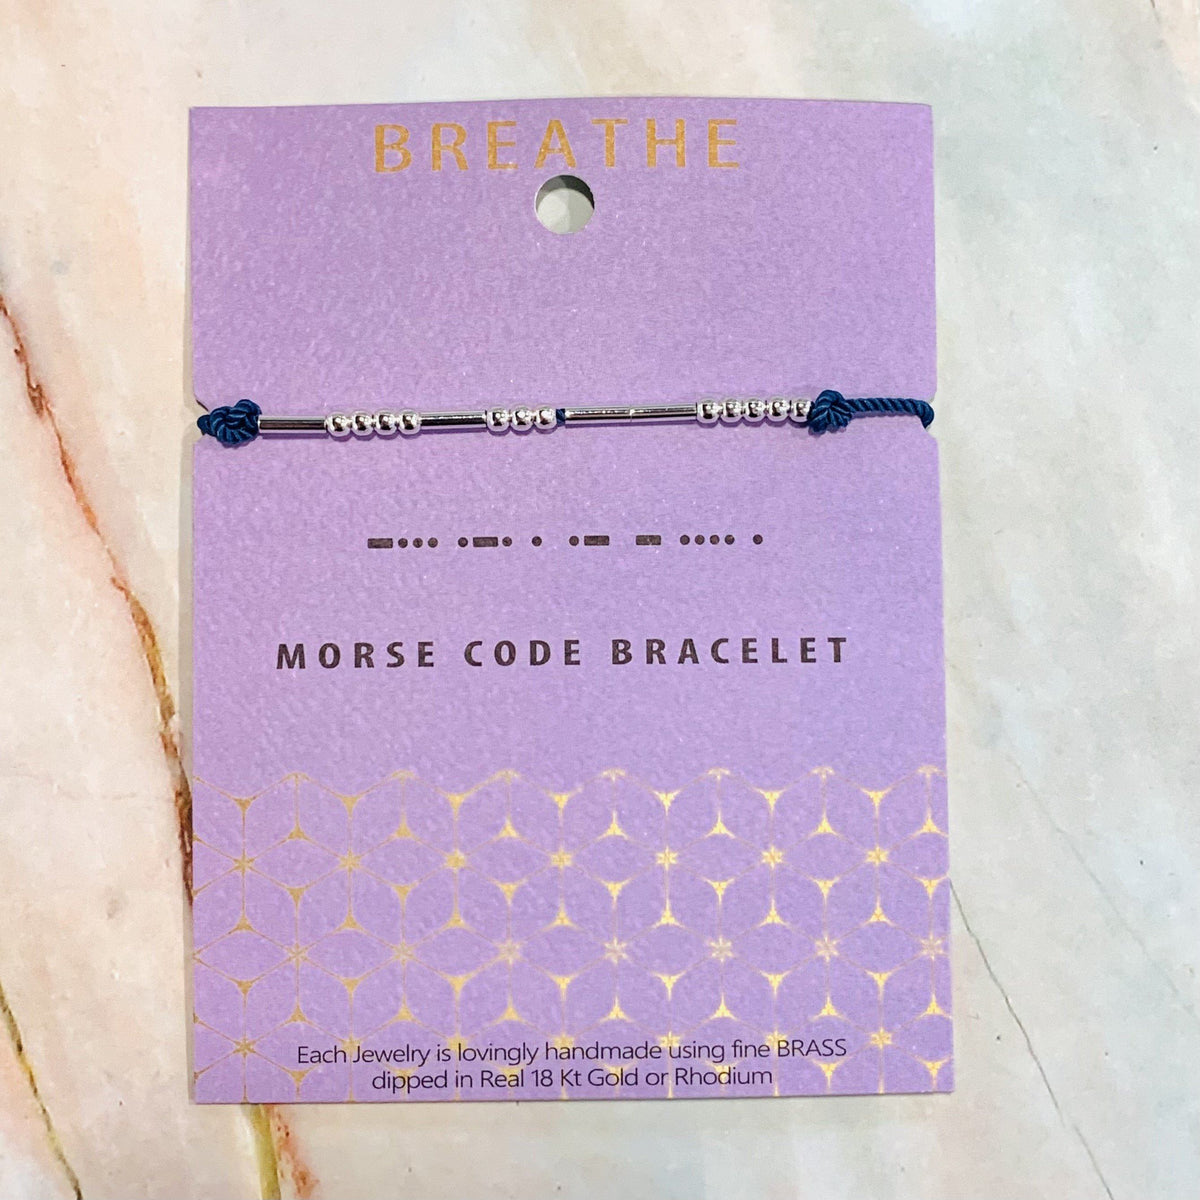 BREATHE
▬••• •▬• • •▬ ▬ •••• •
MORSE CODE BRACELET
Each Jewelry is lovingly handmade using fine BRASS
dipped in Real 18 Kt Gold or Rhodium